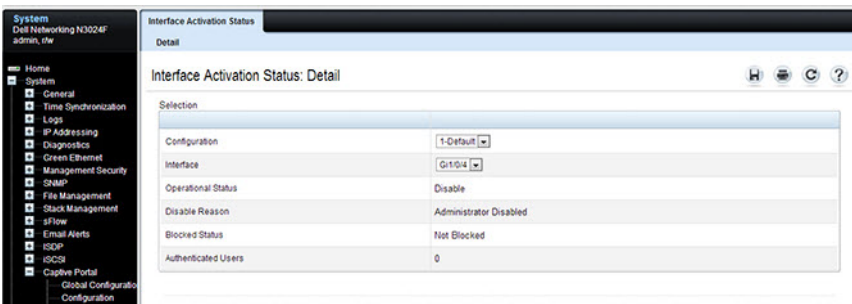 System
Dell Networking N3024F
admin, r/w
Home
System
General
Time Synchronization
Logs
IP Addressing
Diagnostics
Green Ethernet
Management Security
SNMP
File Management
Stack Management
sFlow
Email Alerts
ISDP
iSCSI
Captive Portal
Global Configuratio
Configuration
Interface Activation Status
Detail
Interface Activation Status: Detail
Selection
Configuration 1-Default
Interface Gi1/0/4
Operational Status Disable
Disable Reason Administrator Disabled
Blocked Status Not Blocked
Authenticated Users 0